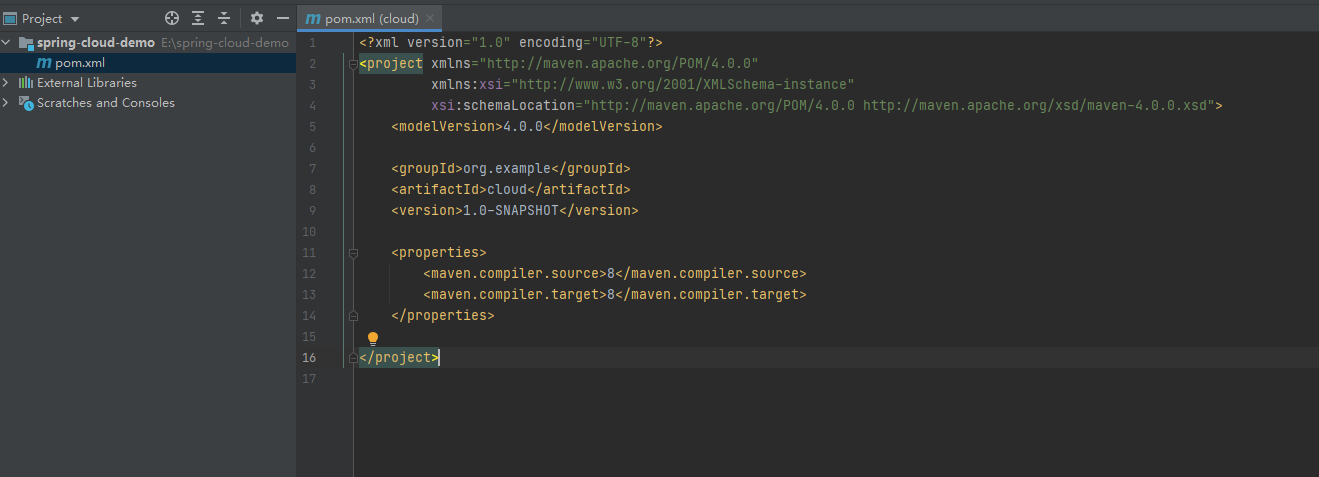 Project
spring-cloud-demo E:\spring-cloud-demo
m pom.xml
External Libraries
Scratches and Consoles
m pom.xml (cloud)
1 <?xml version="1.0" encoding="UTF-8"?>
2 <project xmlns="http://maven.apache.org/POM/4.0.0"
3 xmlns:xsi="http://www.w3.org/2001/XMLSchema-instance"
4 xsi:schemaLocation="http://maven.apache.org/POM/4.0.0 http://maven.apache.org/xsd/maven-4.0.0.xsd">
5 <modelVersion>4.0.0</modelVersion>
6
7 <groupId>org.example</groupId>
8 <artifactId>cloud</artifactId>
9 <version>1.0-SNAPSHOT</version>
10
11 <properties>
12 <maven.compiler.source>8</maven.compiler.source>
13 <maven.compiler.target>8</maven.compiler.target>
14 </properties>
15
16 </project>
17